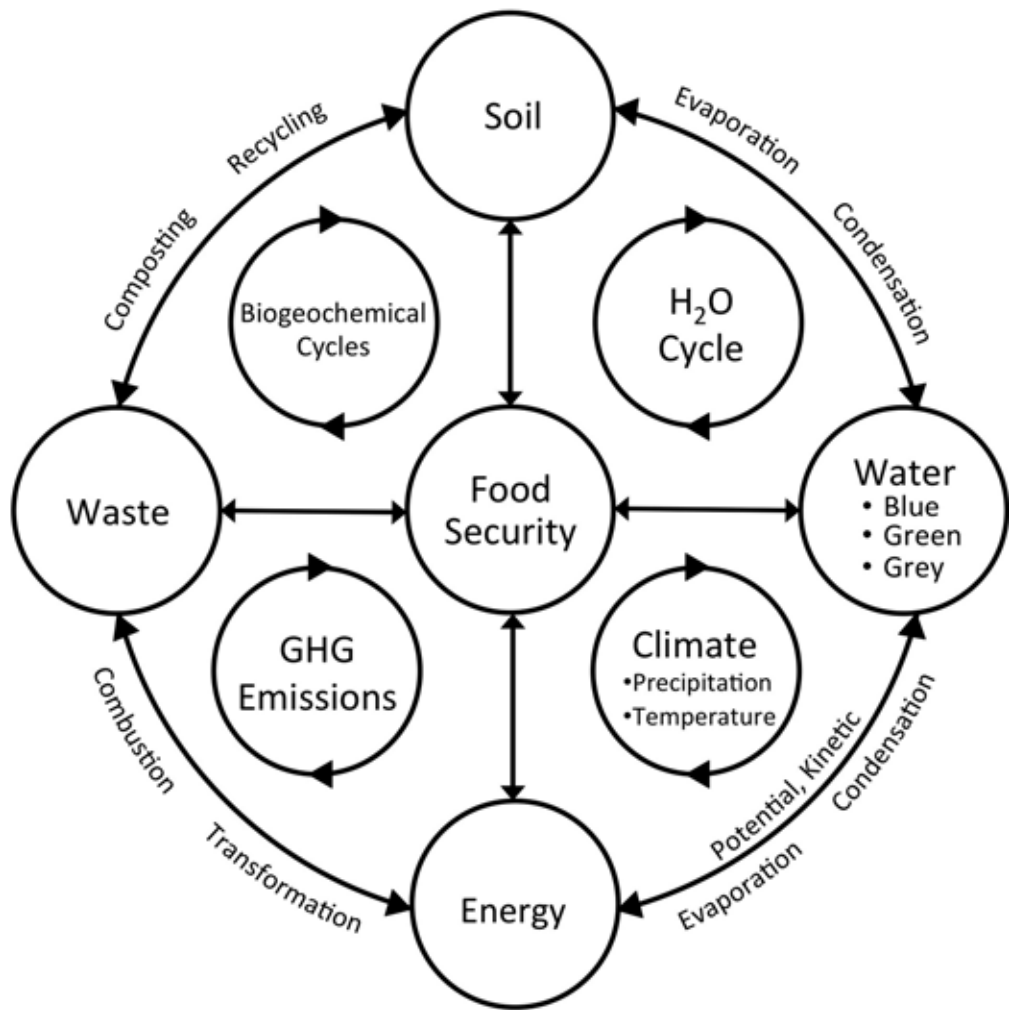 Soil
Recycling
Composting
Evaporation
Condensation
Biogeochemical
Cycles
H₂O
Cycle
Waste
Food
Security
Water
• Blue
• Green
• Grey
GHG
Emissions
Climate
•Precipitation
•Temperature
Combustion
Transformation
Potential, Kinetic
Condensation
Evaporation
Energy